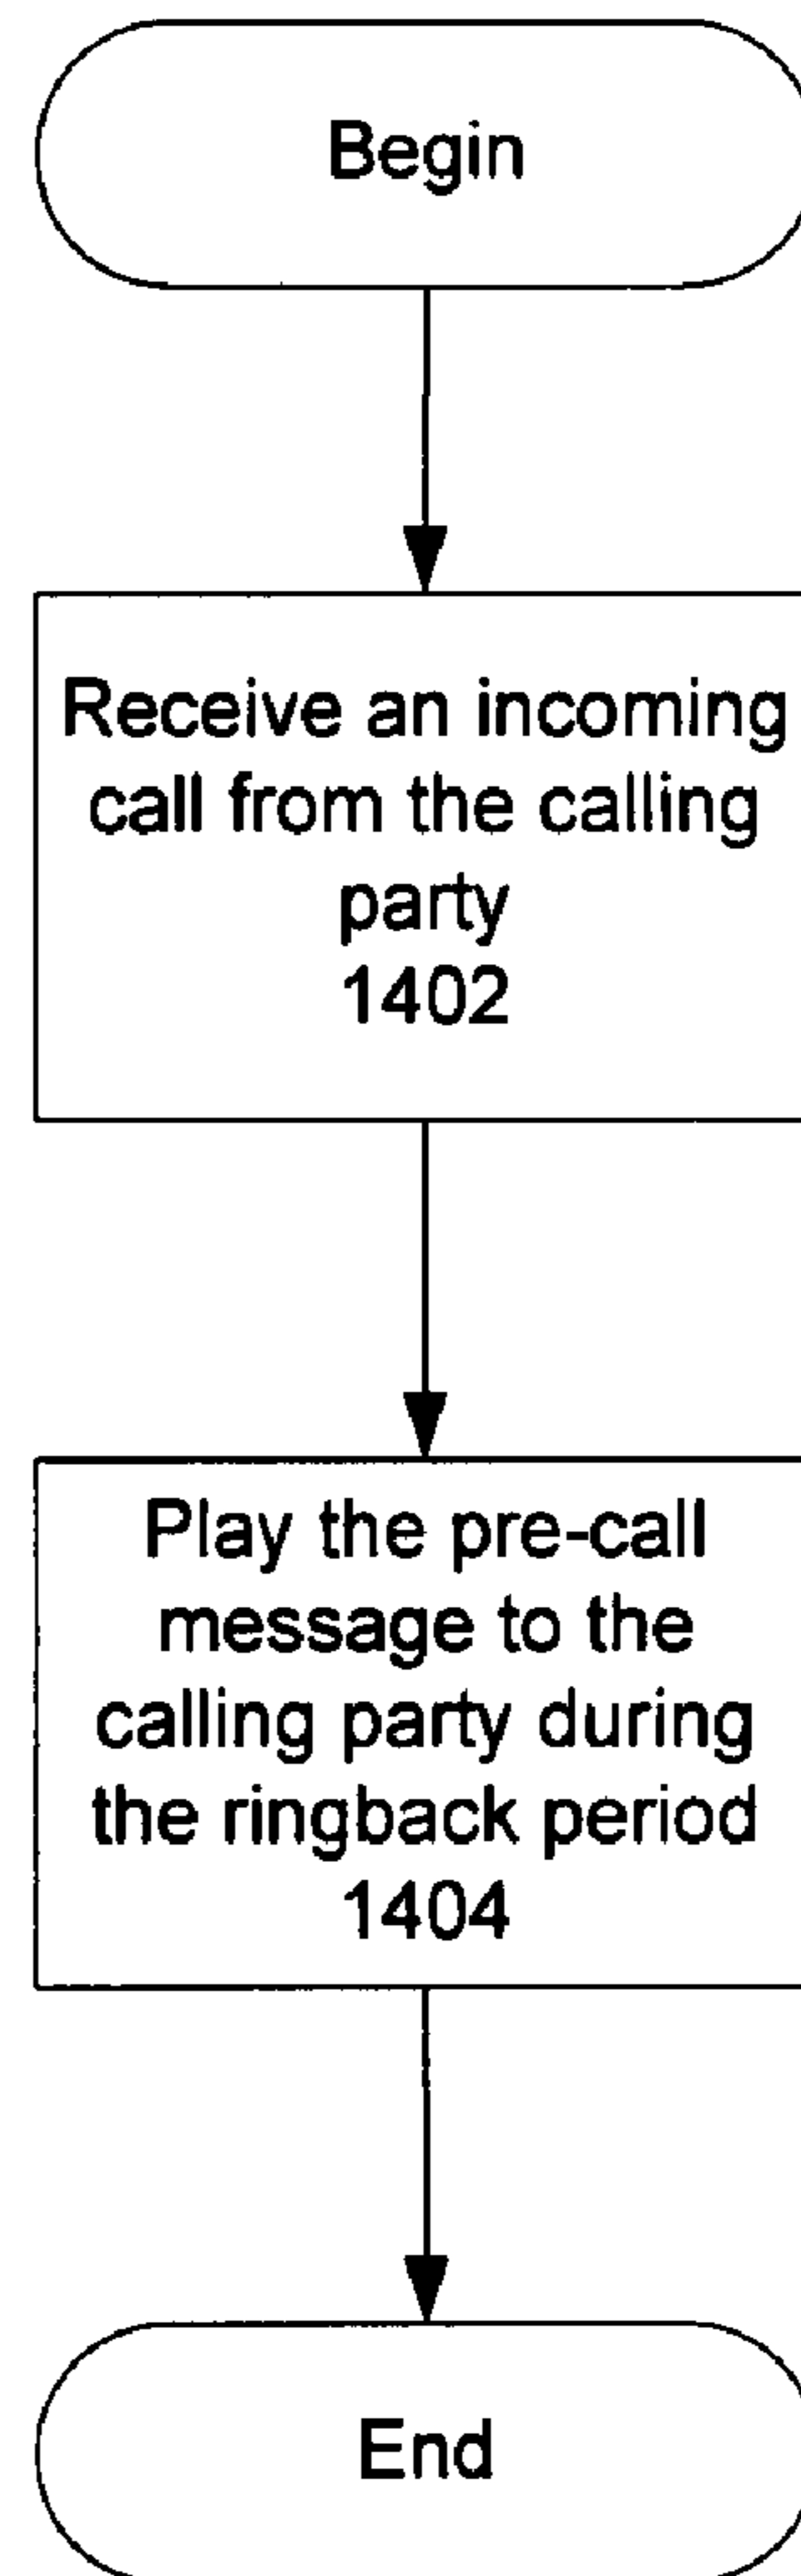 Begin
Receive an incoming
call from the calling
party
1402
Play the pre-call
message to the
calling party during
the ringback period
1404
End